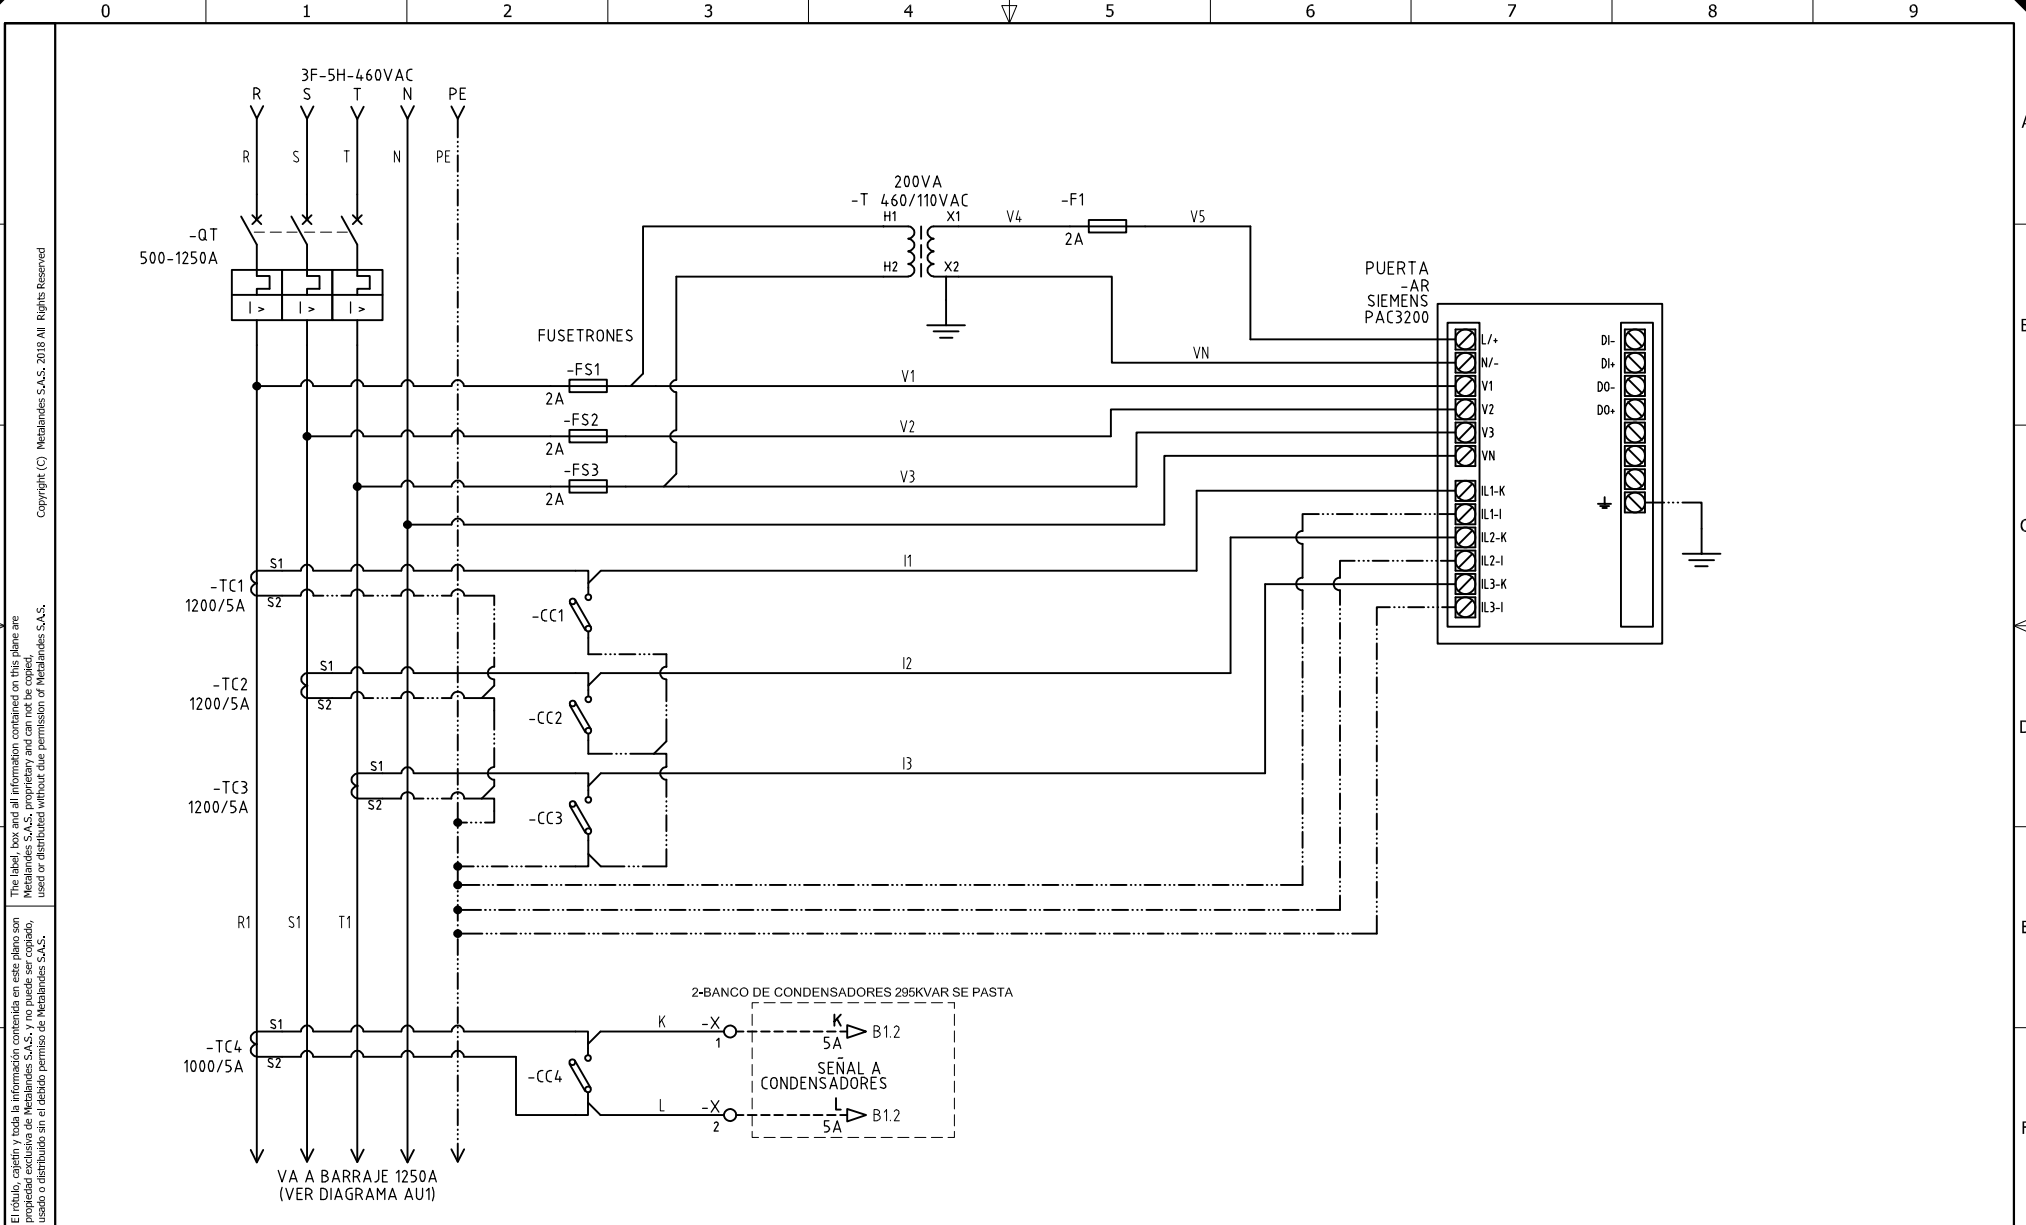 0 1 2 3 4 5 6 7 8 9
3F-5H-460VAC
R S T N PE
R S T N PE
-QT
500-1250A
I > I > I >
200VA
-T 460/110VAC
H1 X1
H2 X2
V4
-F1
2A
V5
PUERTA
-AR
SIEMENS
PAC3200
FUSETRONES
-FS1
2A
-FS2
2A
-FS3
2A
VN
V1
V2
V3
L/+
N/-
V1
V2
V3
VN
IL1-K
IL1-I
IL2-K
IL2-I
IL3-K
IL3-I
DI-
DI+
DO-
DO+
-TC1
1200/5A
S1
S2
-CC1
I1
-TC2
1200/5A
S1
S2
-CC2
I2
-TC3
1200/5A
S1
S2
-CC3
I3
R1 S1 T1
2-BANCO DE CONDENSADORES 295KVAR SE PASTA
-TC4
1000/5A
S1
S2
-CC4
K
-X
1
K
5A
B1.2
SEÑAL A
CONDENSADORES
L
-X
2
L
5A
B1.2
VA A BARRAJE 1250A
(VER DIAGRAMA AU1)
The label, box and all information contained on this plane are
Metalandes S.A.S. proprietary and can not be copied,
used or distributed without due permission of Metalandes S.A.S.
Copyright (C) Metalandes S.A.S. 2018 All Rights Reserved
El rótulo, cajetín y toda la información contenida en este plano son
propiedad exclusiva de Metalandes S.A.S. y no puede ser copiado,
usado o distribuido sin el debido permiso de Metalandes S.A.S.